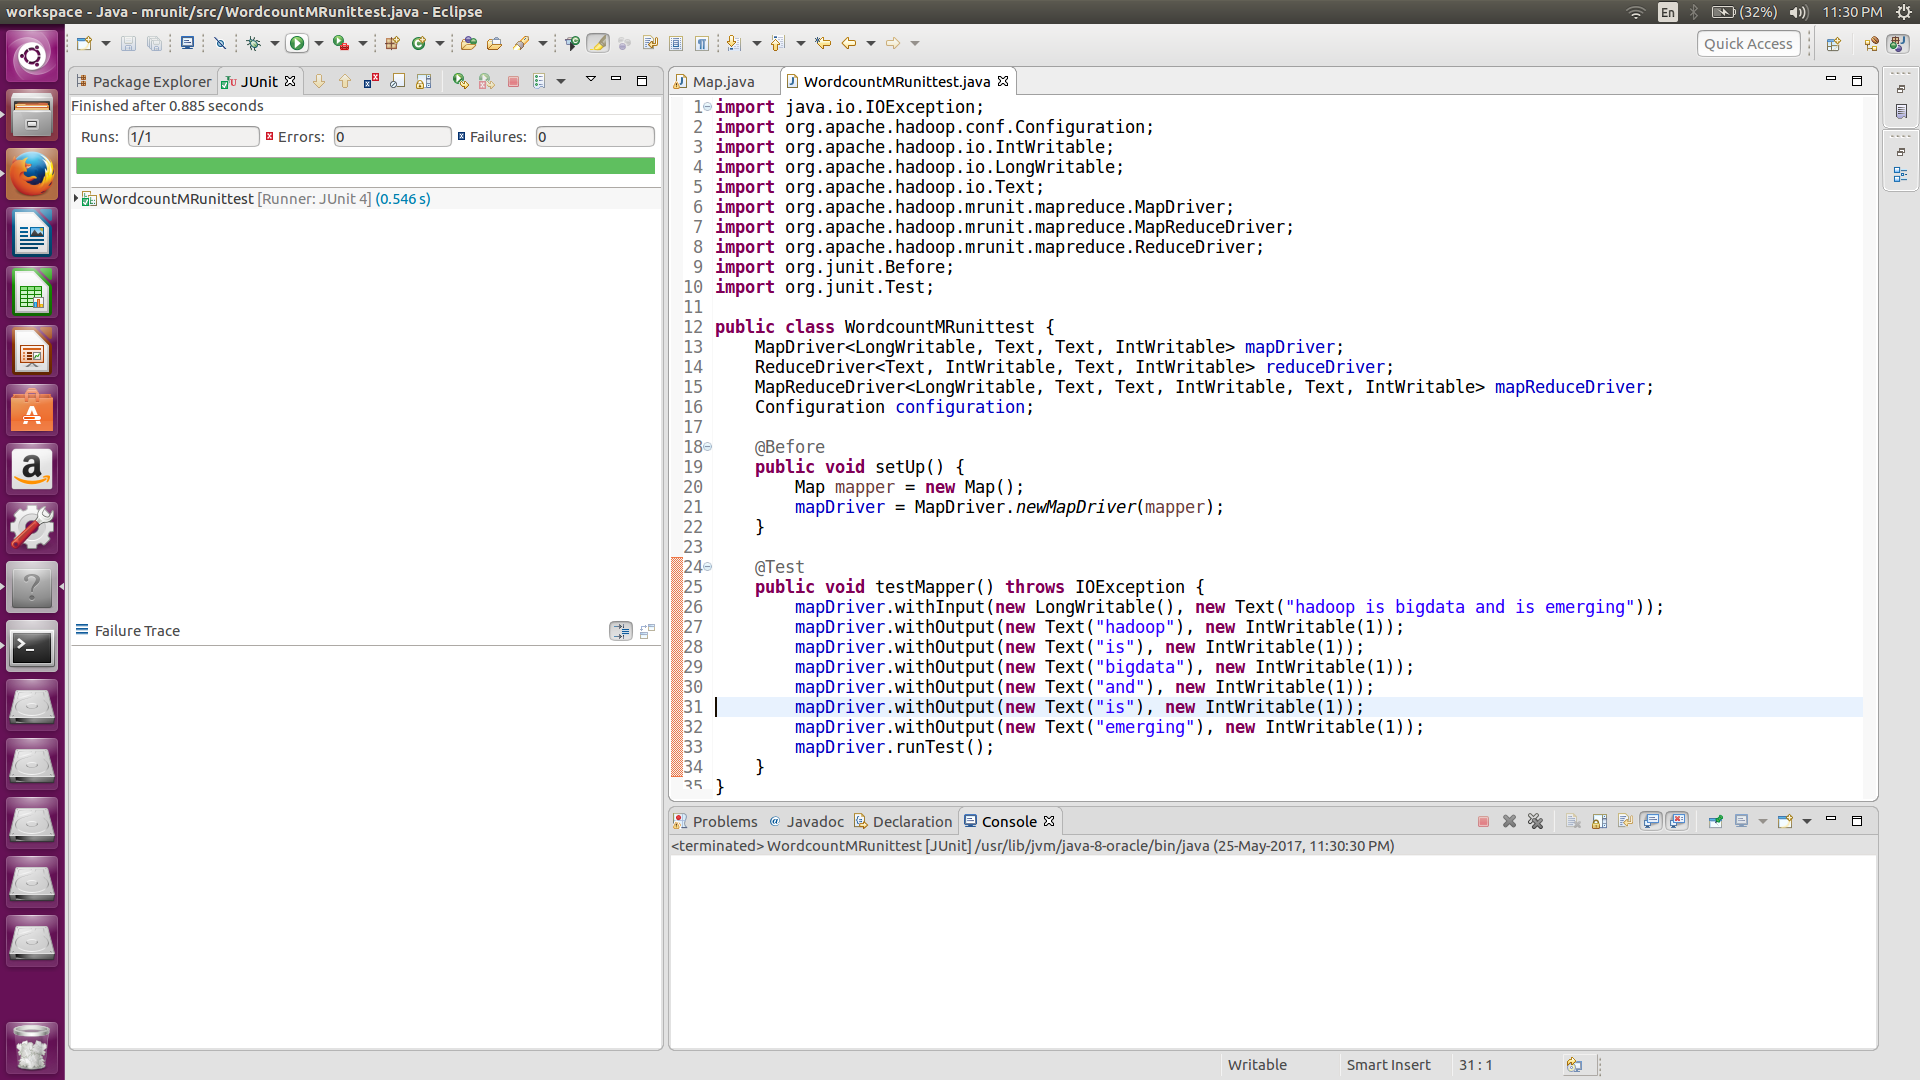 workspace - Java - mrunit/src/WordcountMRunittest.java - Eclipse
En
(32%)
11:30 PM
Quick Access
Package Explorer
JUnit
Finished after 0.885 seconds
Runs: 1/1
Errors: 0
Failures: 0
WordcountMRunittest [Runner: JUnit 4] (0.546 s)
Failure Trace
Map.java
WordcountMRunittest.java
1 import java.io.IOException;
2 import org.apache.hadoop.conf.Configuration;
3 import org.apache.hadoop.io.IntWritable;
4 import org.apache.hadoop.io.LongWritable;
5 import org.apache.hadoop.io.Text;
6 import org.apache.hadoop.mrunit.mapreduce.MapDriver;
7 import org.apache.hadoop.mrunit.mapreduce.MapReduceDriver;
8 import org.apache.hadoop.mrunit.mapreduce.ReduceDriver;
9 import org.junit.Before;
10 import org.junit.Test;
11
12 public class WordcountMRunittest {
13 MapDriver<LongWritable, Text, Text, IntWritable> mapDriver;
14 ReduceDriver<Text, IntWritable, Text, IntWritable> reduceDriver;
15 MapReduceDriver<LongWritable, Text, Text, IntWritable, Text, IntWritable> mapReduceDriver;
16 Configuration configuration;
17
18 @Before
19 public void setUp() {
20 Map mapper = new Map();
21 mapDriver = MapDriver.newMapDriver(mapper);
22 }
23
24 @Test
25 public void testMapper() throws IOException {
26 mapDriver.withInput(new LongWritable(), new Text("hadoop is bigdata and is emerging"));
27 mapDriver.withOutput(new Text("hadoop"), new IntWritable(1));
28 mapDriver.withOutput(new Text("is"), new IntWritable(1));
29 mapDriver.withOutput(new Text("bigdata"), new IntWritable(1));
30 mapDriver.withOutput(new Text("and"), new IntWritable(1));
31 mapDriver.withOutput(new Text("is"), new IntWritable(1));
32 mapDriver.withOutput(new Text("emerging"), new IntWritable(1));
33 mapDriver.runTest();
34 }
35 }
Problems
@ Javadoc
Declaration
Console
<terminated> WordcountMRunittest [JUnit] /usr/lib/jvm/java-8-oracle/bin/java (25-May-2017, 11:30:30 PM)
Writable
Smart Insert
31 : 1